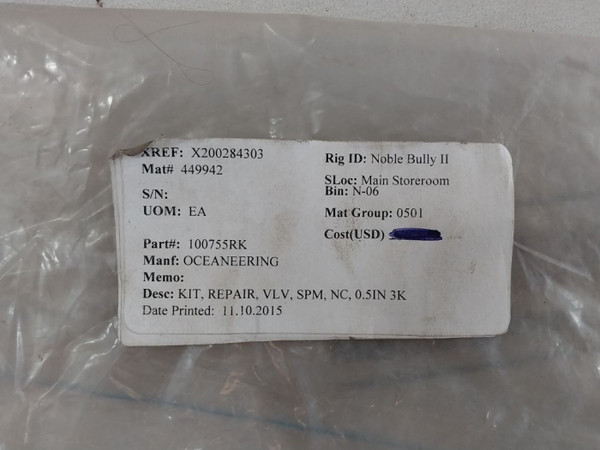 XREF: X200284303
Mat# 449942
S/N:
UOM: EA
Part#: 100755RK
Manf: OCEANEERING
Memo:
Desc: KIT, REPAIR, VLV, SPM, NC, 0.5IN 3K
Date Printed: 11.10.2015
Rig ID: Noble Bully II
SLoc: Main Storeroom
Bin: N-06
Mat Group: 0501
Cost(USD)